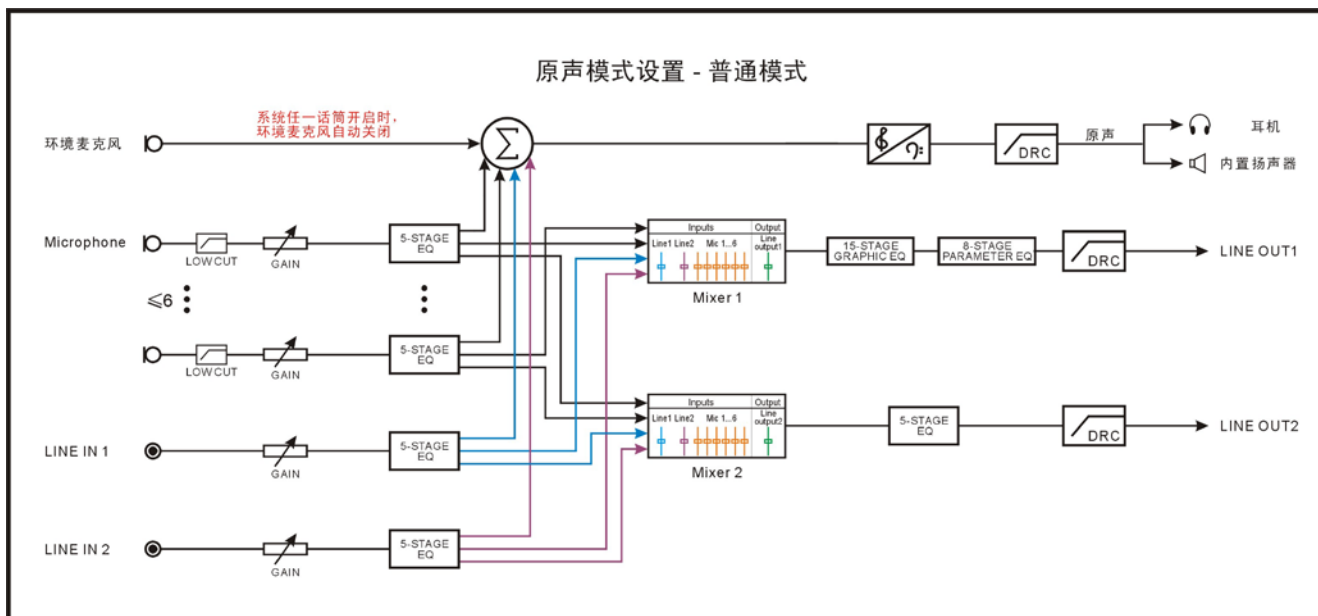 原声模式设置 - 普通模式
系统任一话筒开启时,
环境麦克风自动关闭
环境麦克风
Σ
DRC
原声
耳机
内置扬声器
Microphone
LOWCUT
GAIN
5-STAGE
EQ
Inputs
Output
Line1 Line2 Mic 1...6
Line
output1
Mixer 1
15-STAGE
GRAPHIC EQ
8-STAGE
PARAMETER EQ
DRC
LINE OUT1
≤6
LOWCUT
GAIN
5-STAGE
EQ
Inputs
Output
Line1 Line2 Mic 1...6
Line
output2
Mixer 2
5-STAGE
EQ
DRC
LINE OUT2
LINE IN 1
GAIN
5-STAGE
EQ
LINE IN 2
GAIN
5-STAGE
EQ